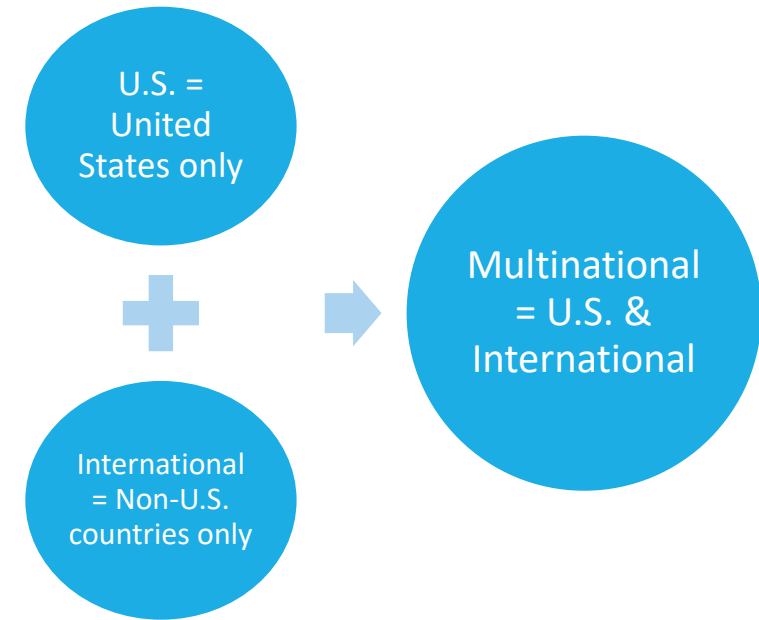 U.S. =
United
States only
International
= Non-U.S.
countries only
Multinational
= U.S. &
International